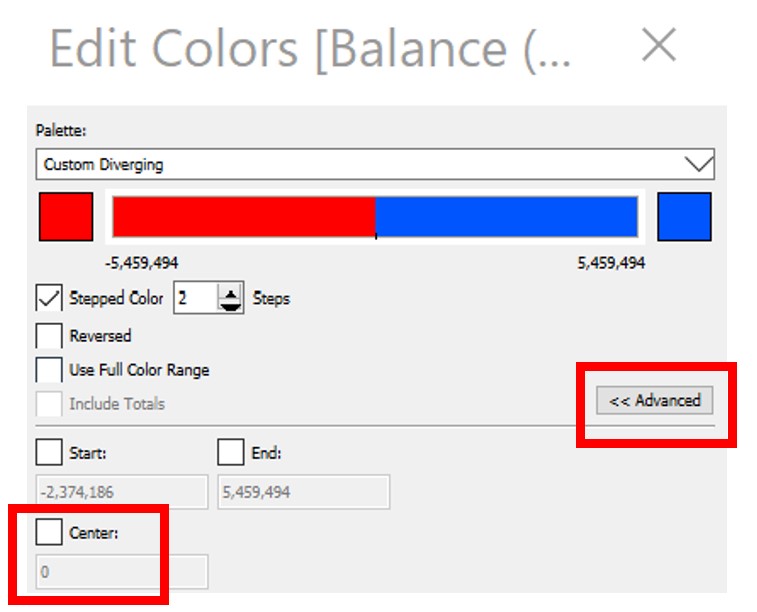 Edit Colors [Balance (...
Palette:
Custom Diverging
-5,459,494 5,459,494
Stepped Color 2 Steps
Reversed
Use Full Color Range
Include Totals
<< Advanced
Start: End:
-2,374,186 5,459,494
Center:
0